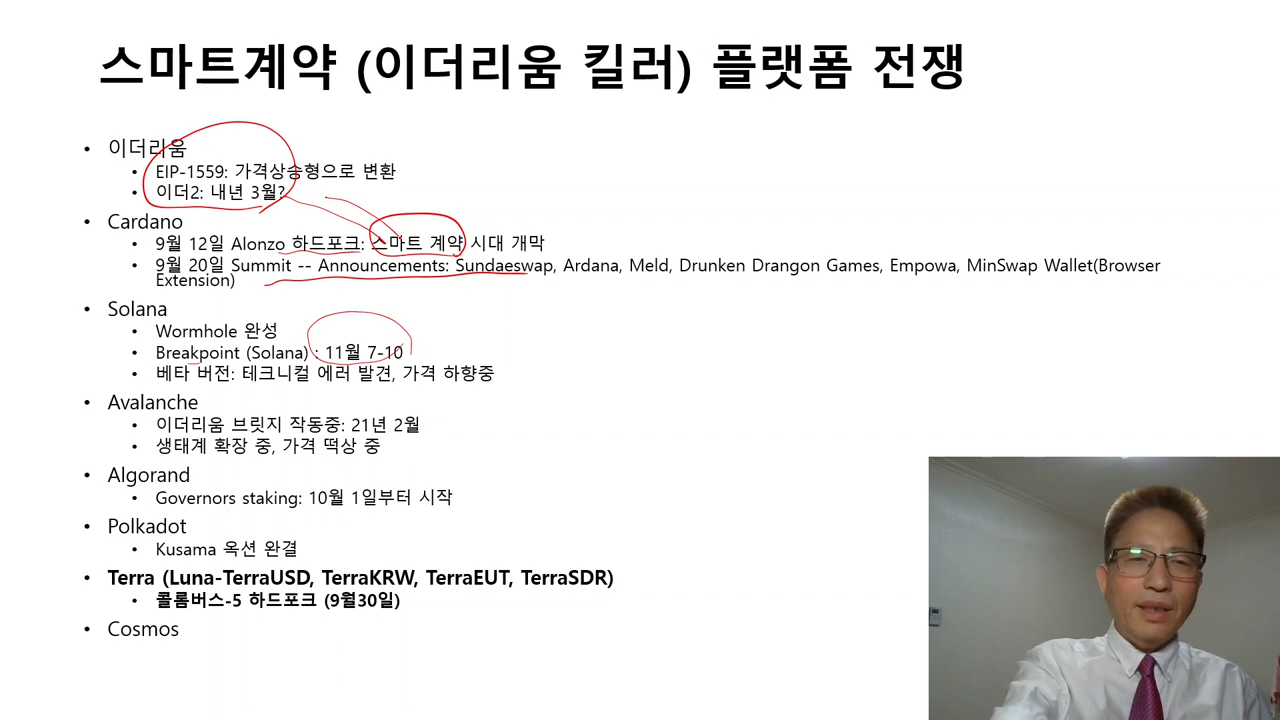 스마트계약 (이더리움 킬러) 플랫폼 전쟁
• 이더리움
• EIP-1559: 가격상승형으로 변환
• 이더2: 내년 3월?
• Cardano
• 9월 12일 Alonzo 하드포크: 스마트 계약 시대 개막
• 9월 20일 Summit -- Announcements: Sundaeswap, Ardana, Meld, Drunken Drangon Games, Empowa, MinSwap Wallet(Browser
Extension)
• Solana
• Wormhole 완성
• Breakpoint (Solana) : 11월 7-10
• 베타 버전: 테크니컬 에러 발견, 가격 하향중
• Avalanche
• 이더리움 브릿지 작동중: 21년 2월
• 생태계 확장 중, 가격 떡상 중
• Algorand
• Governors staking: 10월 1일부터 시작
• Polkadot
• Kusama 옥션 완결
• Terra (Luna-TerraUSD, TerraKRW, TerraEUT, TerraSDR)
• 콜롬버스-5 하드포크 (9월30일)
• Cosmos